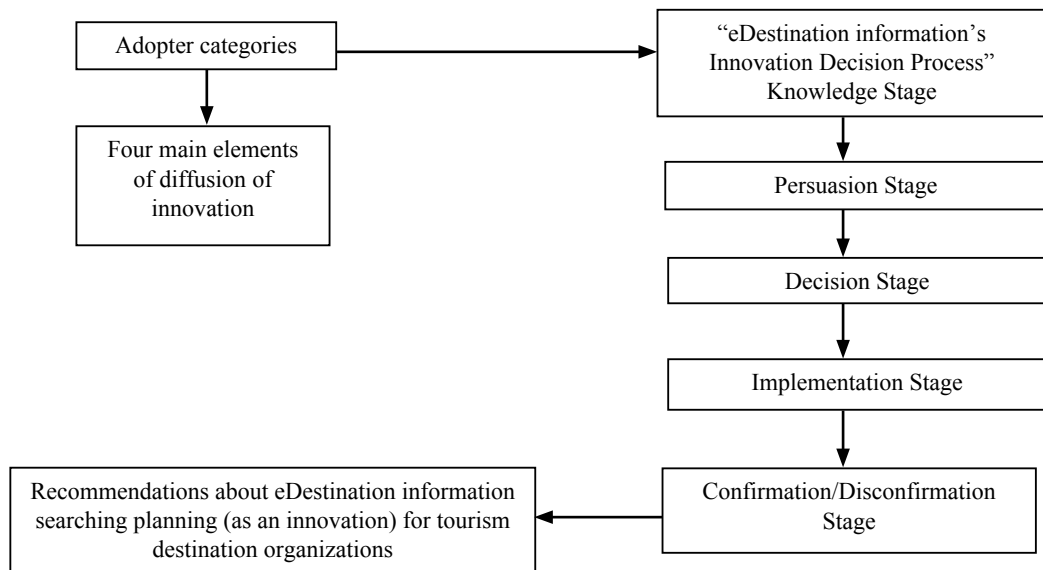 Adopter categories
“eDestination information’s
Innovation Decision Process”
Knowledge Stage
Four main elements
of diffusion of
innovation
Persuasion Stage
Decision Stage
Implementation Stage
Confirmation/Disconfirmation
Stage
Recommendations about eDestination information
searching planning (as an innovation) for tourism
destination organizations